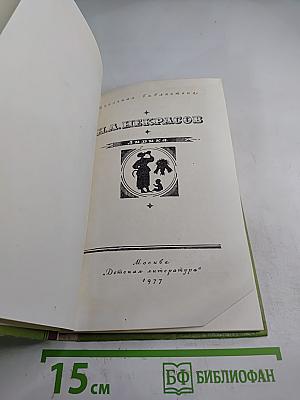 Школьная библиотека
Н.А.НЕКРАСОВ
Лирика
Москва
„Детская литература“
1977
15 см
БФ БИБЛИОФАН